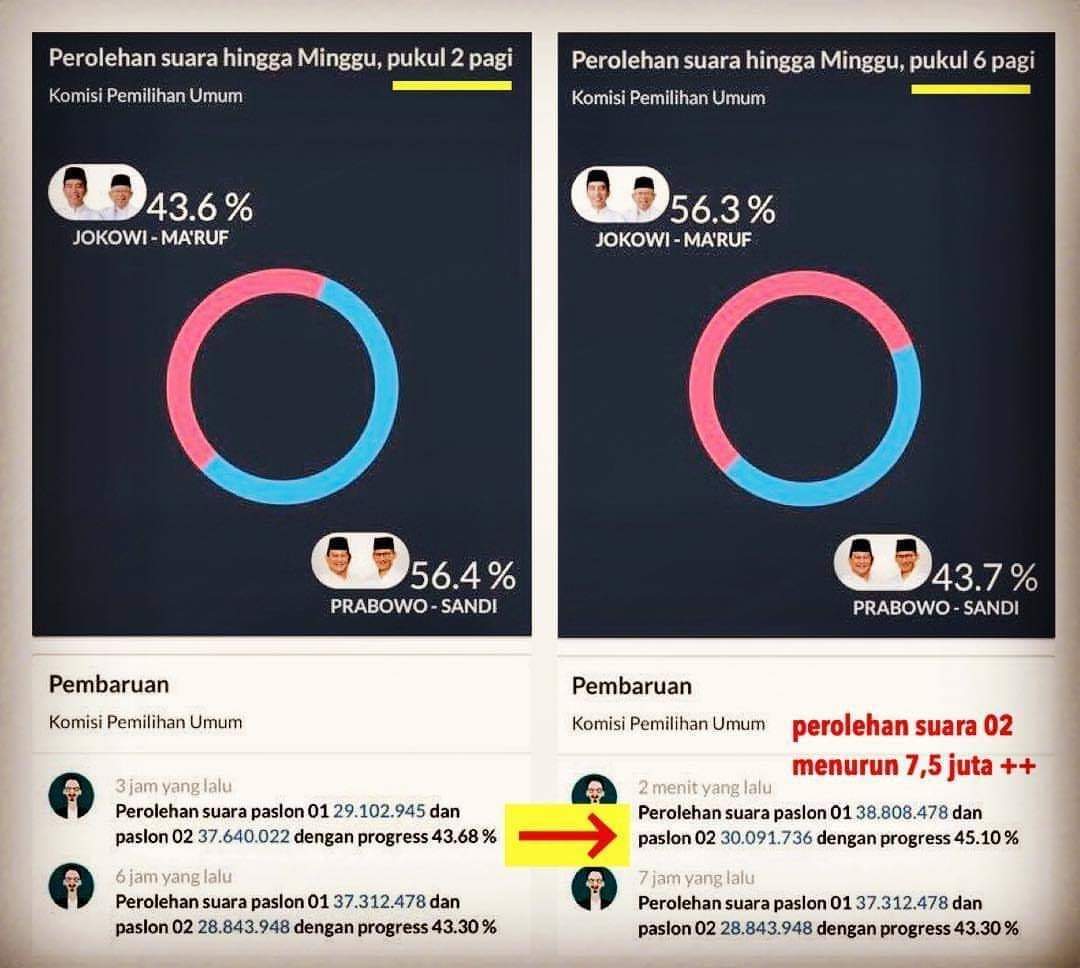 Perolehan suara hingga Minggu, pukul 2 pagi
Komisi Pemilihan Umum
43.6 %
JOKOWI - MA'RUF
56.4 %
PRABOWO - SANDI
Pembaruan
Komisi Pemilihan Umum
3 jam yang lalu
Perolehan suara paslon 01 29.102.945 dan
paslon 02 37.640.022 dengan progress 43.68 %
6 jam yang lalu
Perolehan suara paslon 01 37.312.478 dan
paslon 02 28.843.948 dengan progress 43.30 %
Perolehan suara hingga Minggu, pukul 6 pagi
Komisi Pemilihan Umum
56.3 %
JOKOWI - MA'RUF
43.7 %
PRABOWO - SANDI
Pembaruan
Komisi Pemilihan Umum
perolehan suara 02
menurun 7,5 juta ++
2 menit yang lalu
Perolehan suara paslon 01 38.808.478 dan
paslon 02 30.091.736 dengan progress 45.10 %
7 jam yang lalu
Perolehan suara paslon 01 37.312.478 dan
paslon 02 28.843.948 dengan progress 43.30 %